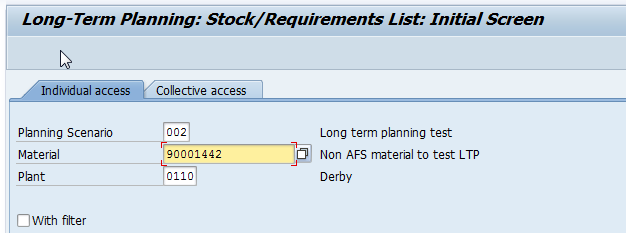 Long-Term Planning: Stock/Requirements List: Initial Screen
Individual access Collective access
Planning Scenario 002 Long term planning test
Material 90001442 Non AFS material to test LTP
Plant 0110 Derby
With filter